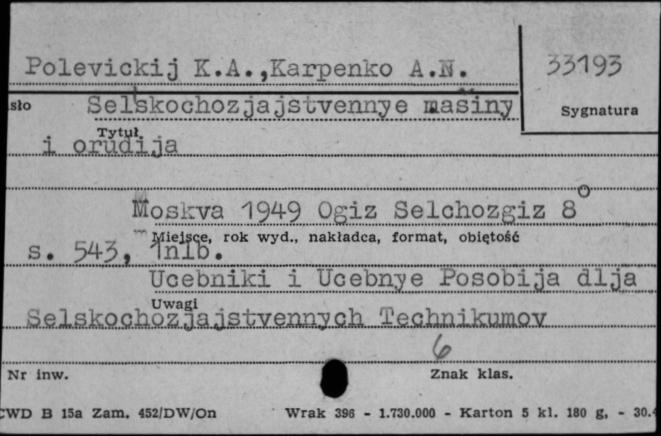 Polevickij K.A.,Karpenko A.N.
33193
sło Selskochozjajstvennye masiny
Sygnatura
Tytuł
i orudija
Moskva 1949 Ogiz Selchozgiz 8°
Miejsce, rok wyd., nakładca, format, objętość
s. 543, 1nlb.
Ucebniki i Ucebnye Posobija dlja
Uwagi
Selskochozjajstvennych Technikumov
6
Nr inw.
Znak klas.
CWD B 15a Zam. 452/DW/On Wrak 396 - 1.730.000 - Karton 5 kl. 180 g, - 30.4